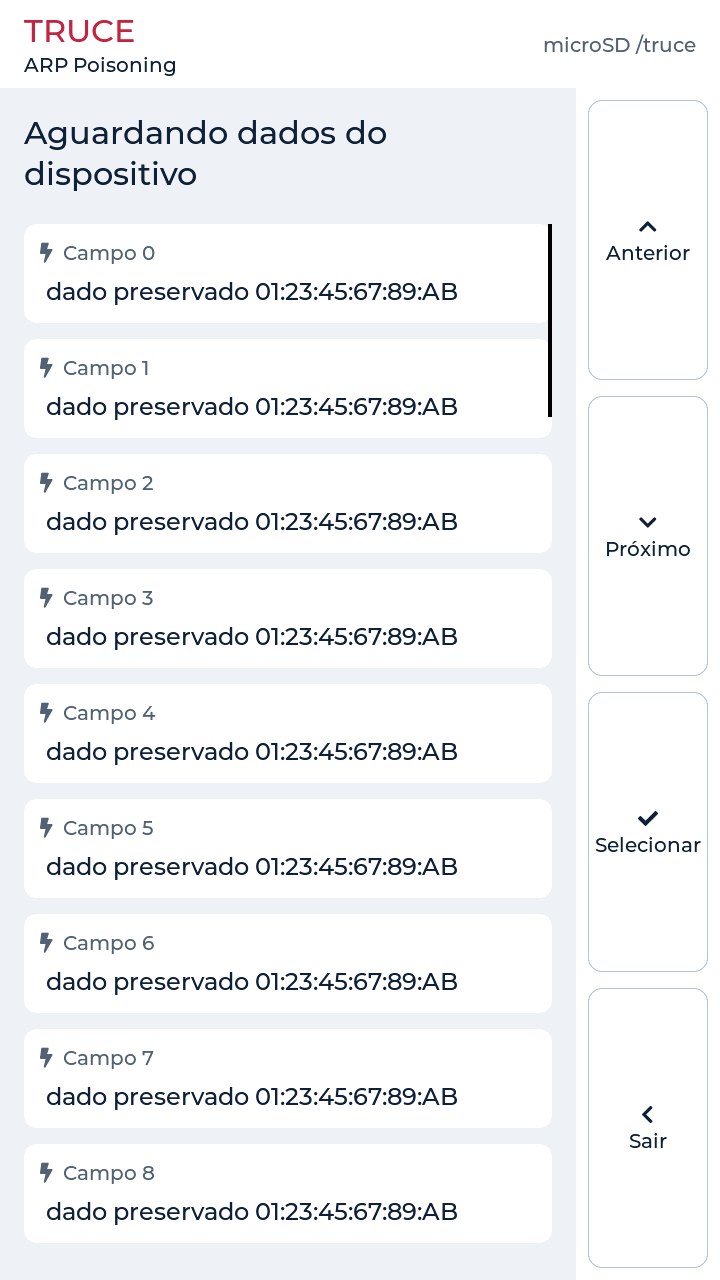 TRUCE
ARP Poisoning
microSD /truce
Aguardando dados do
dispositivo
Campo 0
dado preservado 01:23:45:67:89:AB
Campo 1
dado preservado 01:23:45:67:89:AB
Campo 2
dado preservado 01:23:45:67:89:AB
Campo 3
dado preservado 01:23:45:67:89:AB
Campo 4
dado preservado 01:23:45:67:89:AB
Campo 5
dado preservado 01:23:45:67:89:AB
Campo 6
dado preservado 01:23:45:67:89:AB
Campo 7
dado preservado 01:23:45:67:89:AB
Campo 8
dado preservado 01:23:45:67:89:AB
Anterior
Próximo
Selecionar
Sair